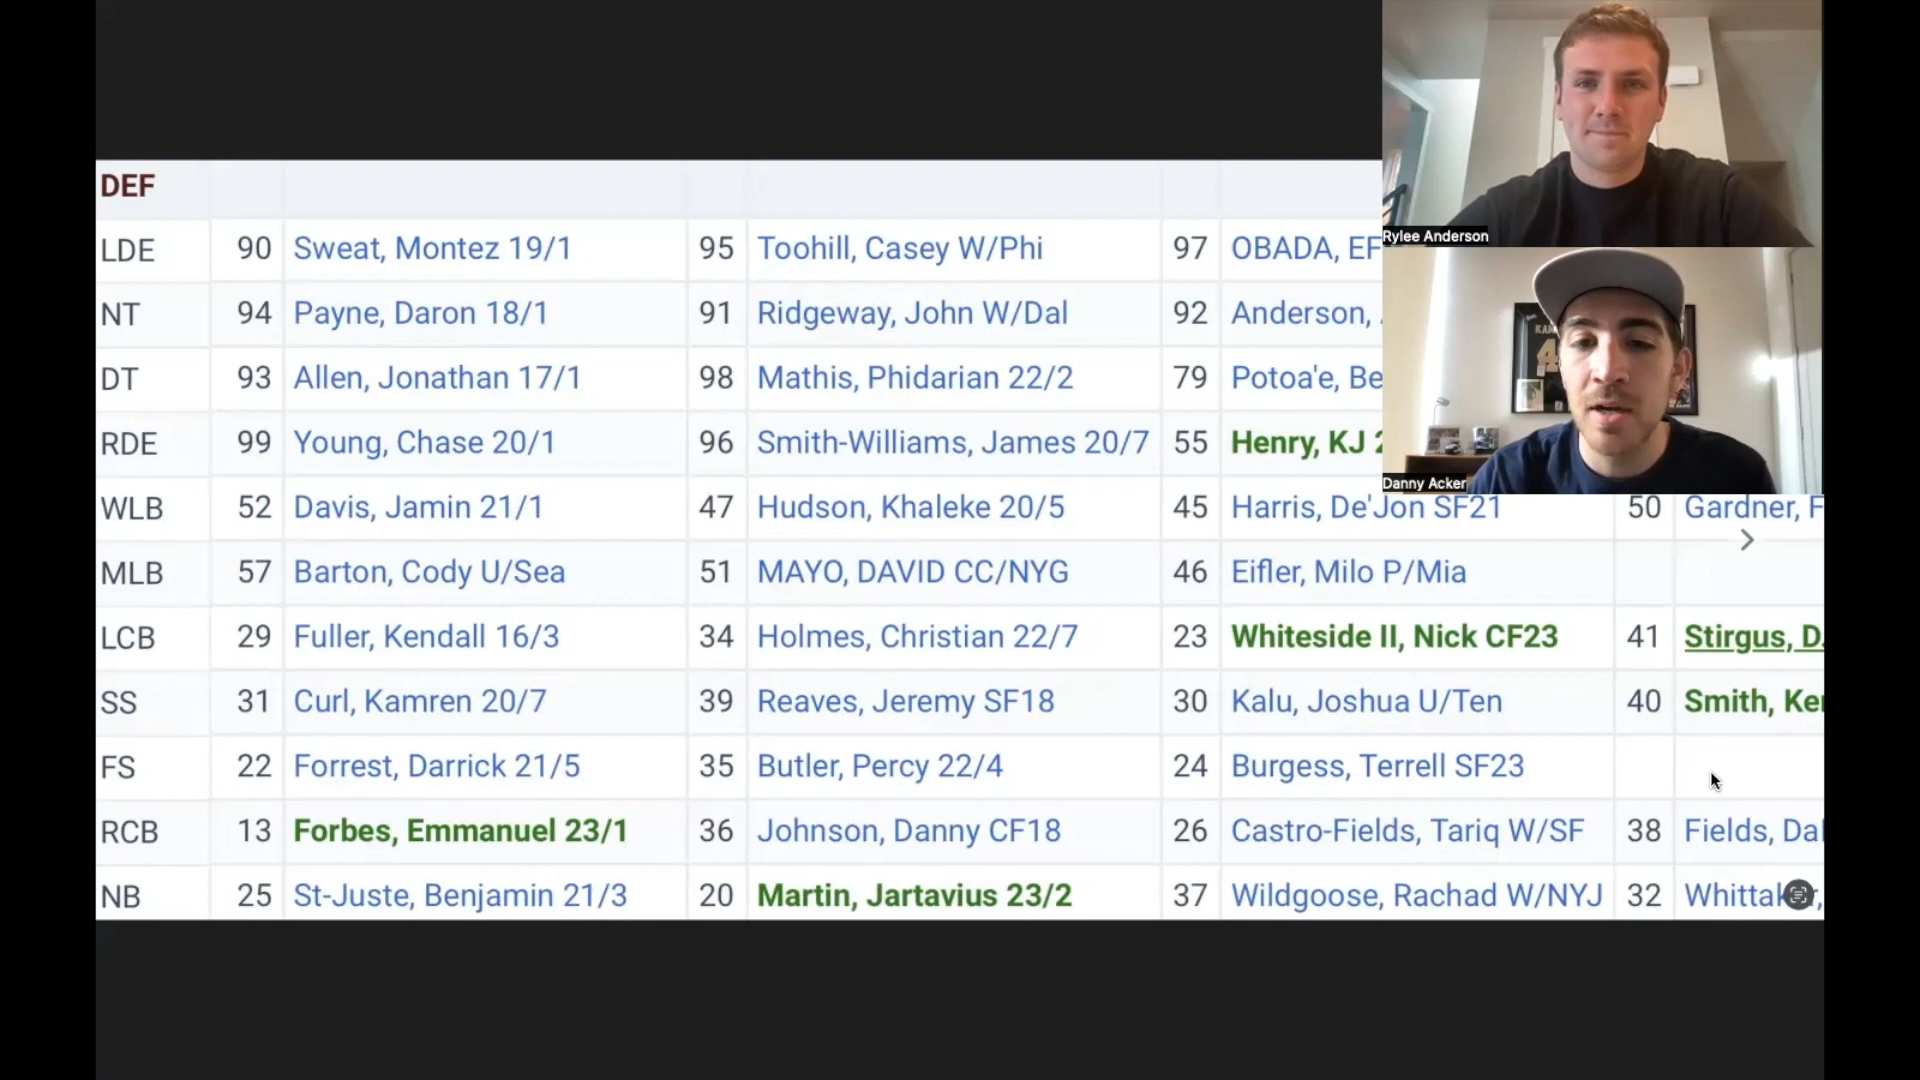 DEF
LDE 90 Sweat, Montez 19/1 95 Toohill, Casey W/Phi 97 OBADA, EF
NT 94 Payne, Daron 18/1 91 Ridgeway, John W/Dal 92 Anderson,
DT 93 Allen, Jonathan 17/1 98 Mathis, Phidarian 22/2 79 Potoa'e, Be
RDE 99 Young, Chase 20/1 96 Smith-Williams, James 20/7 55 Henry, KJ
WLB 52 Davis, Jamin 21/1 47 Hudson, Khaleke 20/5 45 Harris, De'Jon SF21 50 Gardner, F
MLB 57 Barton, Cody U/Sea 51 MAYO, DAVID CC/NYG 46 Eifler, Milo P/Mia
LCB 29 Fuller, Kendall 16/3 34 Holmes, Christian 22/7 23 Whiteside II, Nick CF23 41 Stirgus, D
SS 31 Curl, Kamren 20/7 39 Reaves, Jeremy SF18 30 Kalu, Joshua U/Ten 40 Smith, Ke
FS 22 Forrest, Darrick 21/5 35 Butler, Percy 22/4 24 Burgess, Terrell SF23
RCB 13 Forbes, Emmanuel 23/1 36 Johnson, Danny CF18 26 Castro-Fields, Tariq W/SF 38 Fields, Da
NB 25 St-Juste, Benjamin 21/3 20 Martin, Jartavius 23/2 37 Wildgoose, Rachad W/NYJ 32
Rylee Anderson
Danny Acker